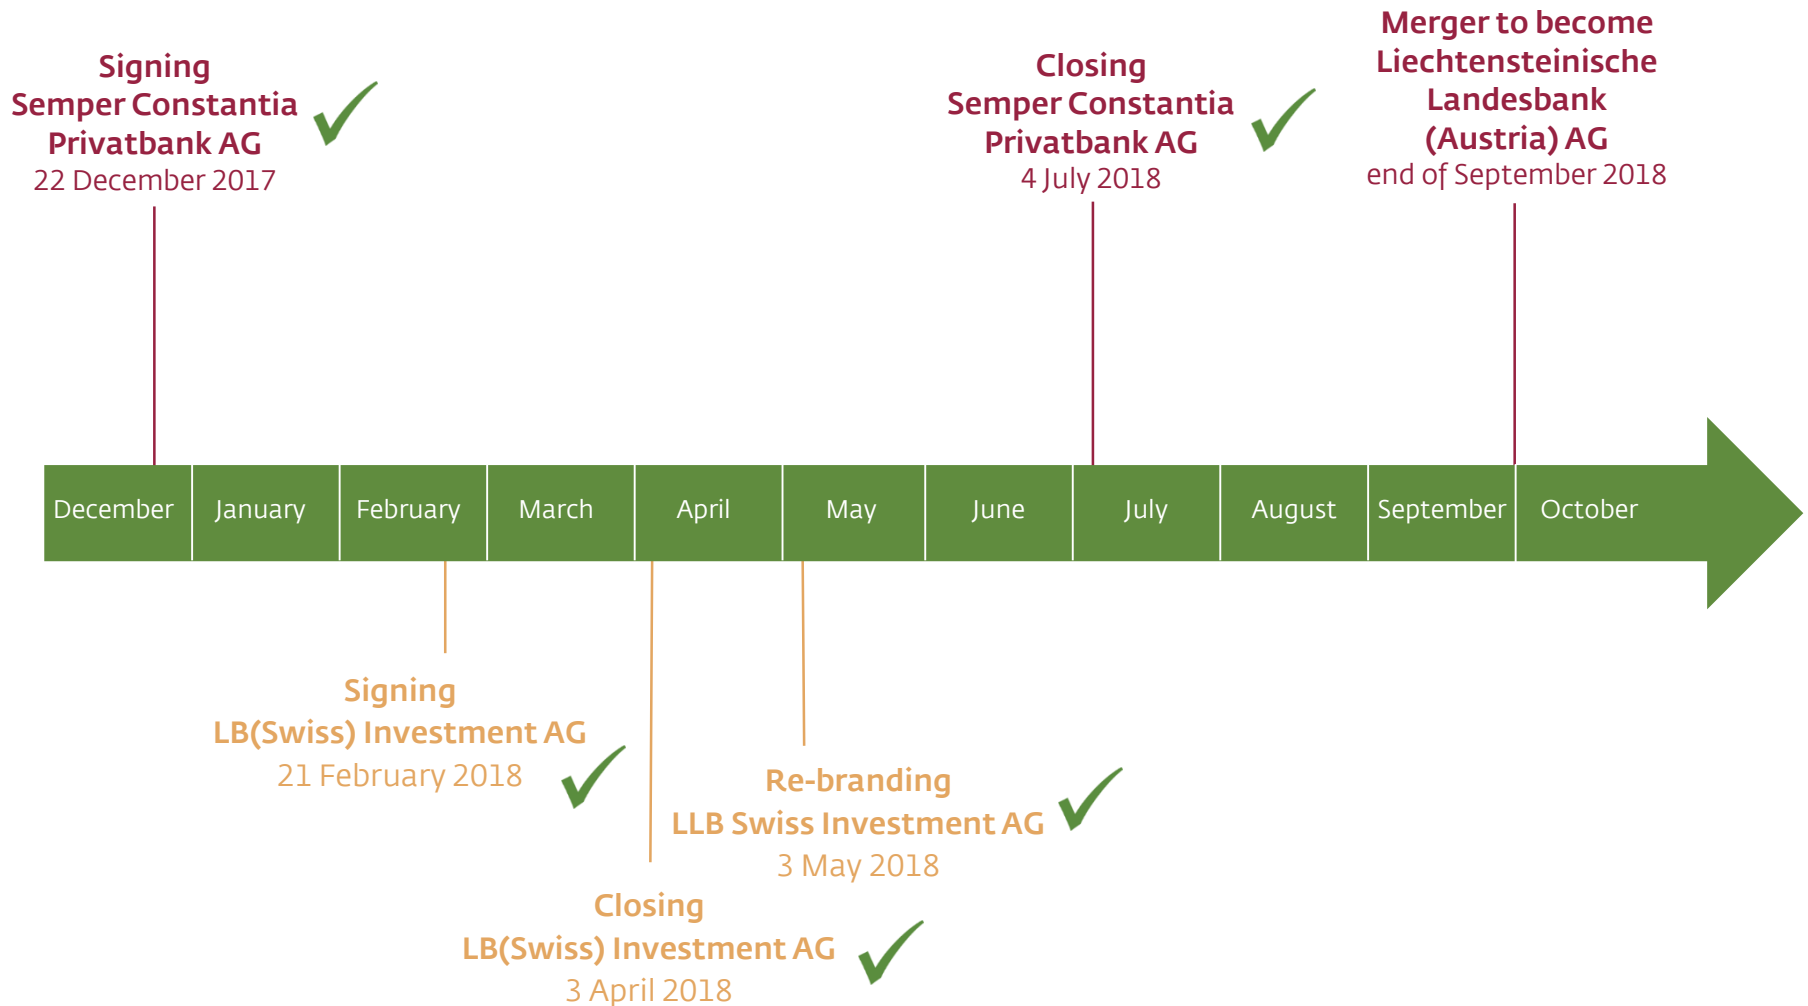 Signing
Semper Constantia
Privatbank AG
22 December 2017
Closing
Semper Constantia
Privatbank AG
4 July 2018
Merger to become
Liechtensteinische
Landesbank
(Austria) AG
end of September 2018
December January February March April May June July August September October
Signing
LB(Swiss) Investment AG
21 February 2018
Re-branding
LLB Swiss Investment AG
3 May 2018
Closing
LB(Swiss) Investment AG
3 April 2018